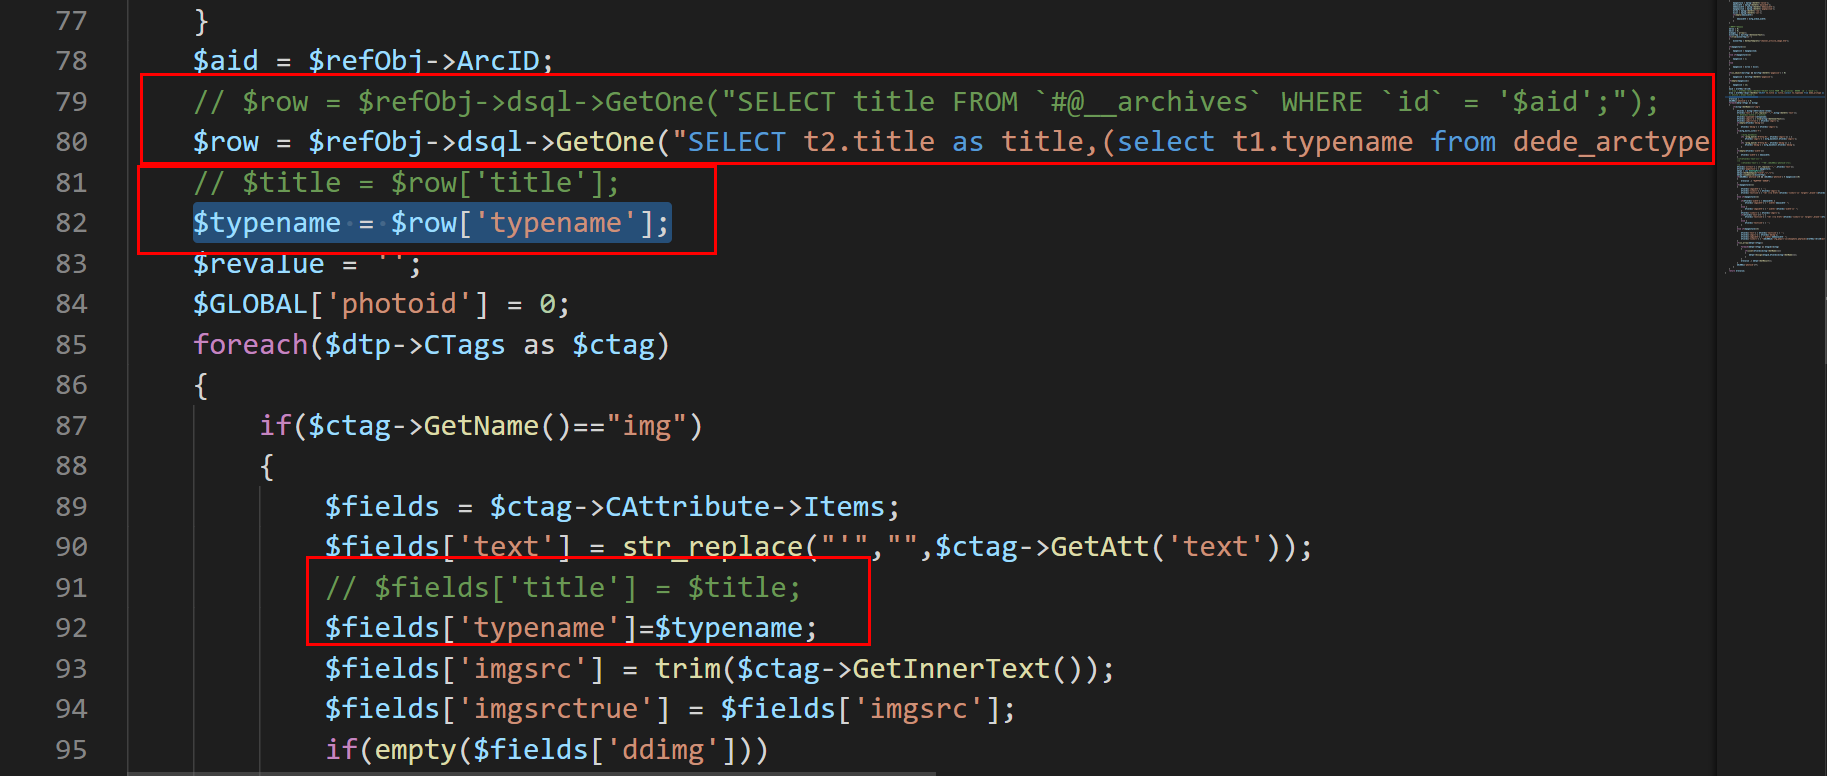 77 }
78 $aid = $refObj->ArcID;
79 // $row = $refObj->dsql->GetOne("SELECT title FROM `#@__archives` WHERE `id` = '$aid';");
80 $row = $refObj->dsql->GetOne("SELECT t2.title as title,(select t1.typename from dede_arctype
81 // $title = $row['title'];
82 $typename = $row['typename'];
83 $revalue = '';
84 $GLOBAL['photoid'] = 0;
85 foreach($dtp->CTags as $ctag)
86 {
87 if($ctag->GetName()=="img")
88 {
89 $fields = $ctag->CAttribute->Items;
90 $fields['text'] = str_replace("'","",$ctag->GetAtt('text'));
91 // $fields['title'] = $title;
92 $fields['typename']=$typename;
93 $fields['imgsrc'] = trim($ctag->GetInnerText());
94 $fields['imgsrctrue'] = $fields['imgsrc'];
95 if(empty($fields['ddimg']))